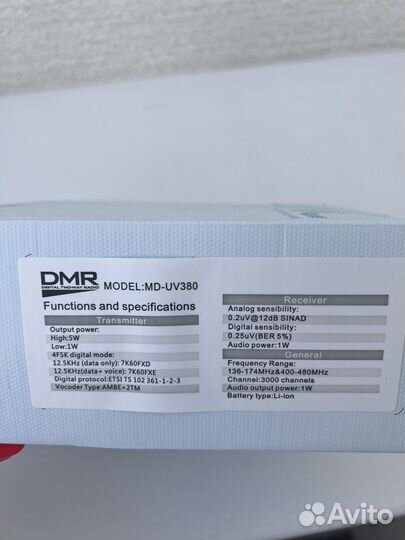 DMR
DIGITAL TWO-WAY RADIO
MODEL:MD-UV380
Functions and specifications
Transmitter
Output power:
High:5W
Low:1W
4FSK digital mode:
12.5KHz (data only): 7K60FXD
12.5KHz(data+ voice): 7K60FXE
Digital protocol:ETSI TS 102 361-1-2-3
Vocoder Type:AMBE+2TM
Receiver
Analog sensibility:
0.2uV@12dB SINAD
Digital sensibility:
0.25uV(BER 5%)
Audio power:1W
General
Frequency Range:
136-174MHz&400-480MHz
Channel:3000 channels
Audio output power:1W
Battery type:Li-ion
Avito